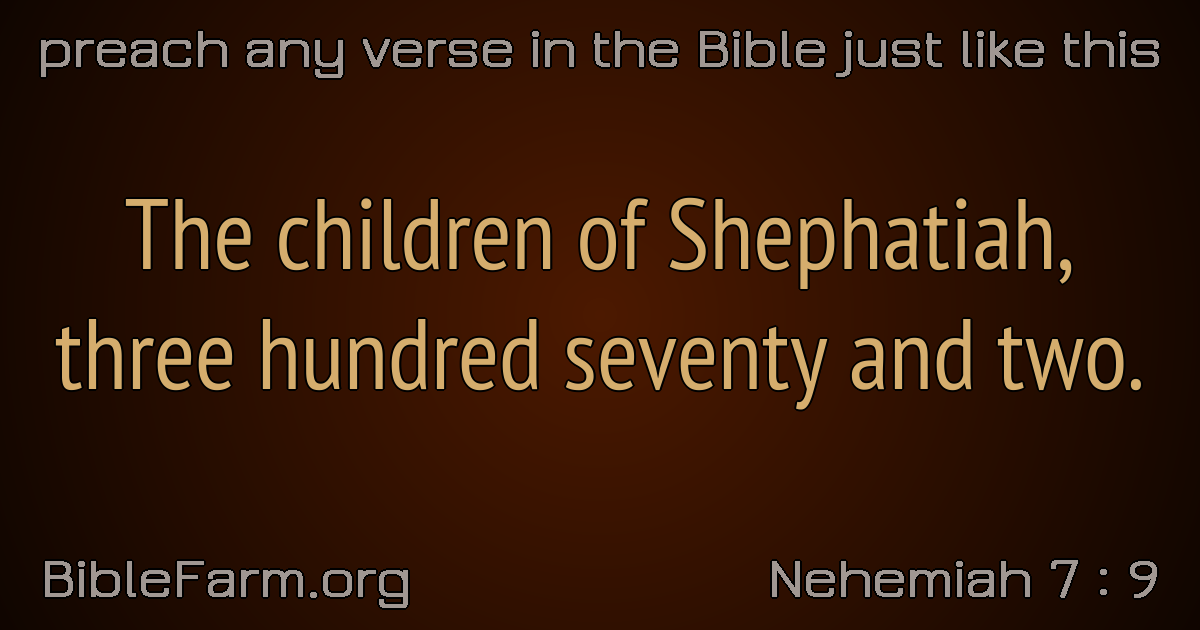 preach any verse in the Bible just like this
The children of Shephatiah,
three hundred seventy and two.
BibleFarm.org
Nehemiah 7 : 9